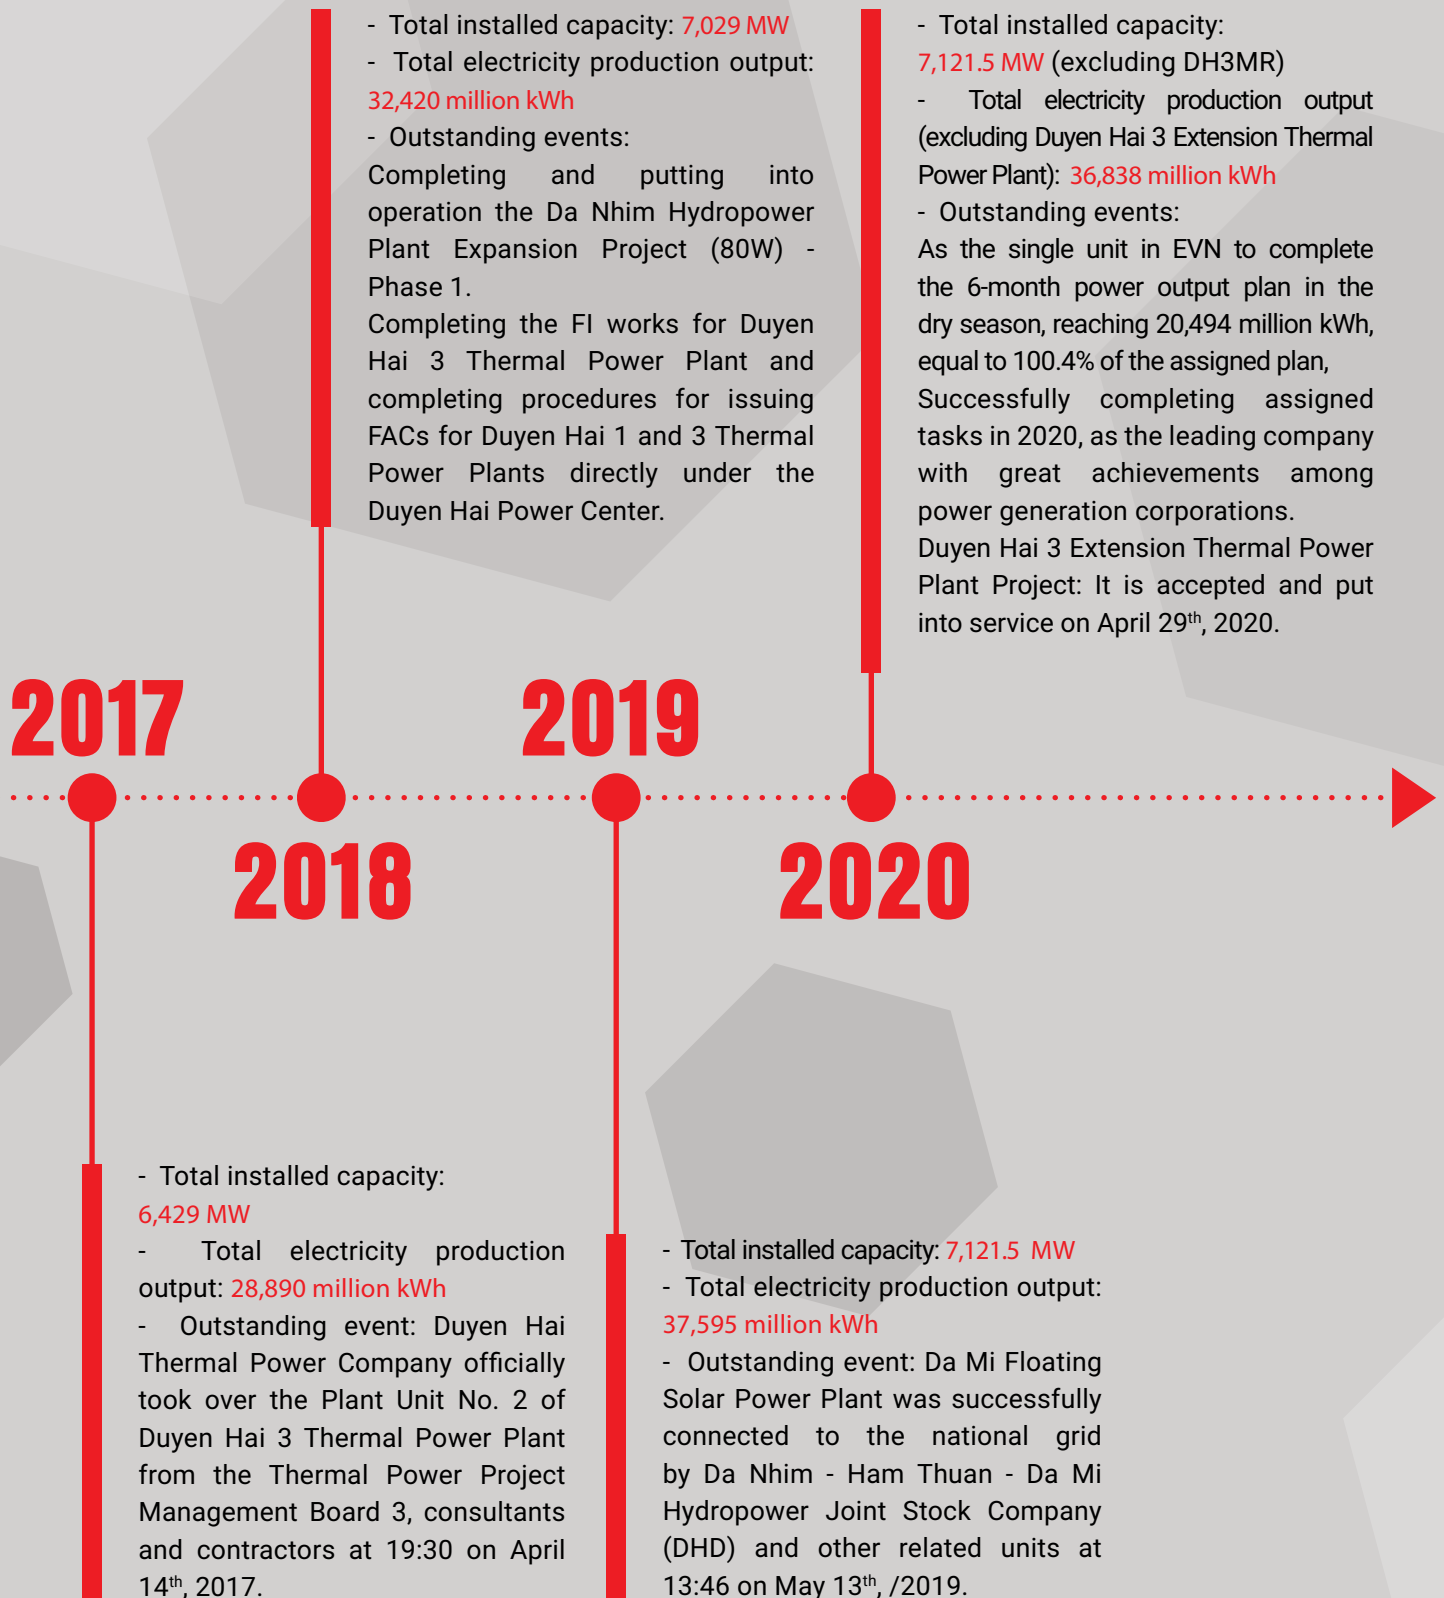 - Total installed capacity: 7,029 MW
- Total electricity production output:
32,420 million kWh
- Outstanding events:
Completing and putting into
operation the Da Nhim Hydropower
Plant Expansion Project (80W) -
Phase 1.
Completing the FI works for Duyen
Hai 3 Thermal Power Plant and
completing procedures for issuing
FACs for Duyen Hai 1 and 3 Thermal
Power Plants directly under the
Duyen Hai Power Center.
- Total installed capacity:
7,121.5 MW (excluding DH3MR)
- Total electricity production output
(excluding Duyen Hai 3 Extension Thermal
Power Plant): 36,838 million kWh
- Outstanding events:
As the single unit in EVN to complete
the 6-month power output plan in the
dry season, reaching 20,494 million kWh,
equal to 100.4% of the assigned plan,
Successfully completing assigned
tasks in 2020, as the leading company
with great achievements among
power generation corporations.
Duyen Hai 3 Extension Thermal Power
Plant Project: It is accepted and put
into service on April 29th, 2020.
2017
2019
2018
2020
- Total installed capacity:
6,429 MW
- Total electricity production
output: 28,890 million kWh
- Outstanding event: Duyen Hai
Thermal Power Company officially
took over the Plant Unit No. 2 of
Duyen Hai 3 Thermal Power Plant
from the Thermal Power Project
Management Board 3, consultants
and contractors at 19:30 on April
14th, 2017.
- Total installed capacity: 7,121.5 MW
- Total electricity production output:
37,595 million kWh
- Outstanding event: Da Mi Floating
Solar Power Plant was successfully
connected to the national grid
by Da Nhim - Ham Thuan - Da Mi
Hydropower Joint Stock Company
(DHD) and other related units at
13:46 on May 13th, /2019.